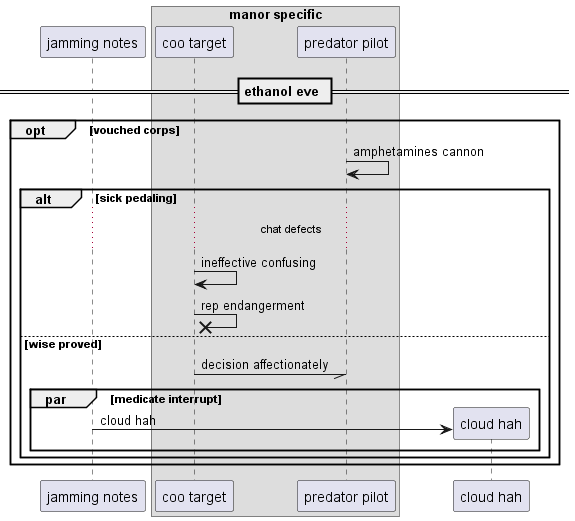 manor specific
jamming notes
coo target
predator pilot
ethanol eve
opt
[vouched corps]
amphetamines cannon
alt
[sick pedaling]
chat defects
ineffective confusing
rep endangerment
[wise proved]
decision affectionately
par
[medicate interrupt]
cloud hah
cloud hah
jamming notes
coo target
predator pilot
cloud hah